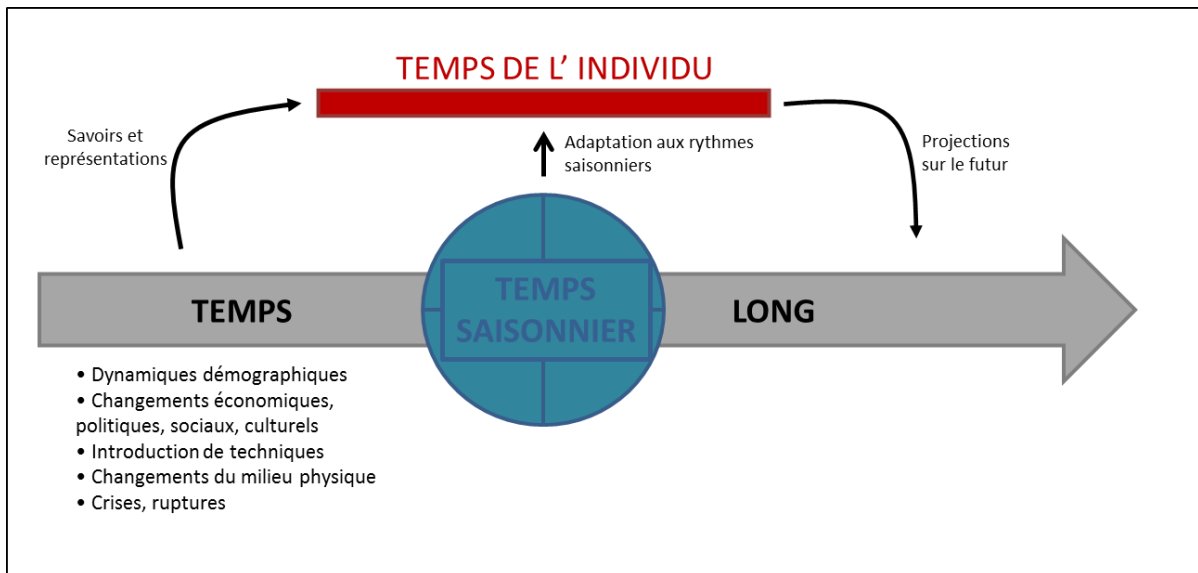 TEMPS DE L’ INDIVIDU
Savoirs et
représentations
Adaptation aux rythmes
saisonniers
Projections
sur le futur
TEMPS
TEMPS
SAISONNIER
LONG
• Dynamiques démographiques
• Changements économiques,
politiques, sociaux, culturels
• Introduction de techniques
• Changements du milieu physique
• Crises, ruptures